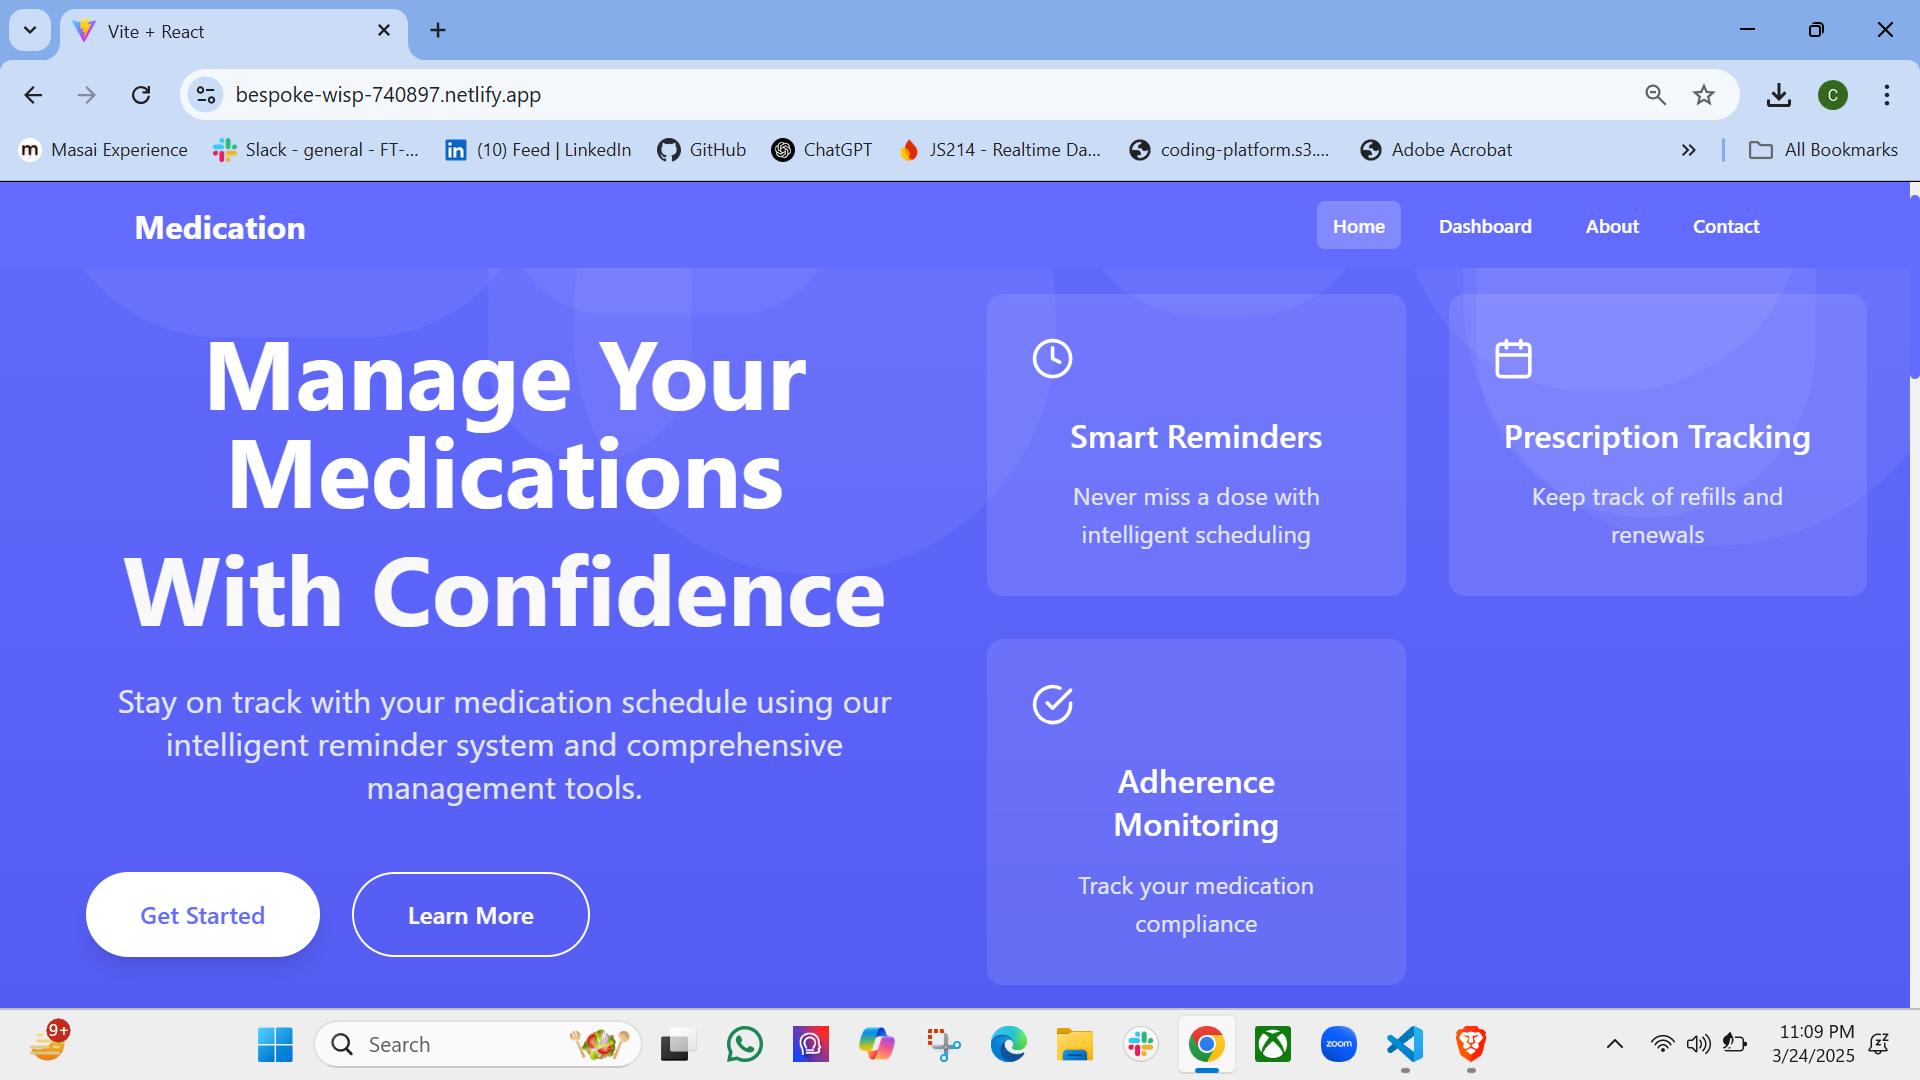 Vite + React
bespoke-wisp-740897.netlify.app
C
m Masai Experience
Slack - general - FT-...
in (10) Feed | LinkedIn
GitHub
ChatGPT
JS214 - Realtime Da...
coding-platform.s3....
Adobe Acrobat
All Bookmarks
Medication
Home
Dashboard
About
Contact
Manage Your
Medications
With Confidence
Stay on track with your medication schedule using our
intelligent reminder system and comprehensive
management tools.
Get Started
Learn More
Smart Reminders
Never miss a dose with
intelligent scheduling
Prescription Tracking
Keep track of refills and
renewals
Adherence
Monitoring
Track your medication
compliance
9+
Search
zoom
11:09 PM
3/24/2025